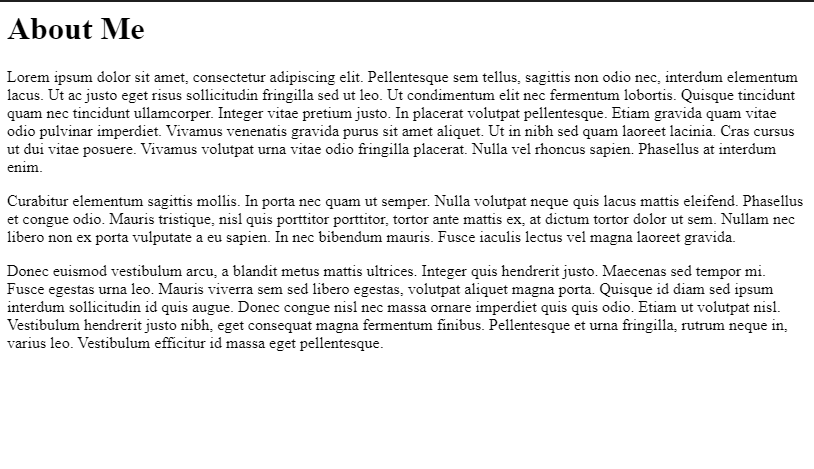 About Me
Lorem ipsum dolor sit amet, consectetur adipiscing elit. Pellentesque sem tellus, sagittis non odio nec, interdum elementum
lacus. Ut ac justo eget risus sollicitudin fringilla sed ut leo. Ut condimentum elit nec fermentum lobortis. Quisque tincidunt
quam nec tincidunt ullamcorper. Integer vitae pretium justo. In placerat volutpat pellentesque. Etiam gravida quam vitae
odio pulvinar imperdiet. Vivamus venenatis gravida purus sit amet aliquet. Ut in nibh sed quam laoreet lacinia. Cras cursus
ut dui vitae posuere. Vivamus volutpat urna vitae odio fringilla placerat. Nulla vel rhoncus sapien. Phasellus at interdum
enim.
Curabitur elementum sagittis mollis. In porta nec quam ut semper. Nulla volutpat neque quis lacus mattis eleifend. Phasellus
et congue odio. Mauris tristique, nisl quis porttitor porttitor, tortor ante mattis ex, at dictum tortor dolor ut sem. Nullam nec
libero non ex porta vulputate a eu sapien. In nec bibendum mauris. Fusce iaculis lectus vel magna laoreet gravida.
Donec euismod vestibulum arcu, a blandit metus mattis ultrices. Integer quis hendrerit justo. Maecenas sed tempor mi.
Fusce egestas urna leo. Mauris viverra sem sed libero egestas, volutpat aliquet magna porta. Quisque id diam sed ipsum
interdum sollicitudin id quis augue. Donec congue nisl nec massa ornare imperdiet quis quis odio. Etiam ut volutpat nisl.
Vestibulum hendrerit justo nibh, eget consequat magna fermentum finibus. Pellentesque et urna fringilla, rutrum neque in,
varius leo. Vestibulum efficitur id massa eget pellentesque.